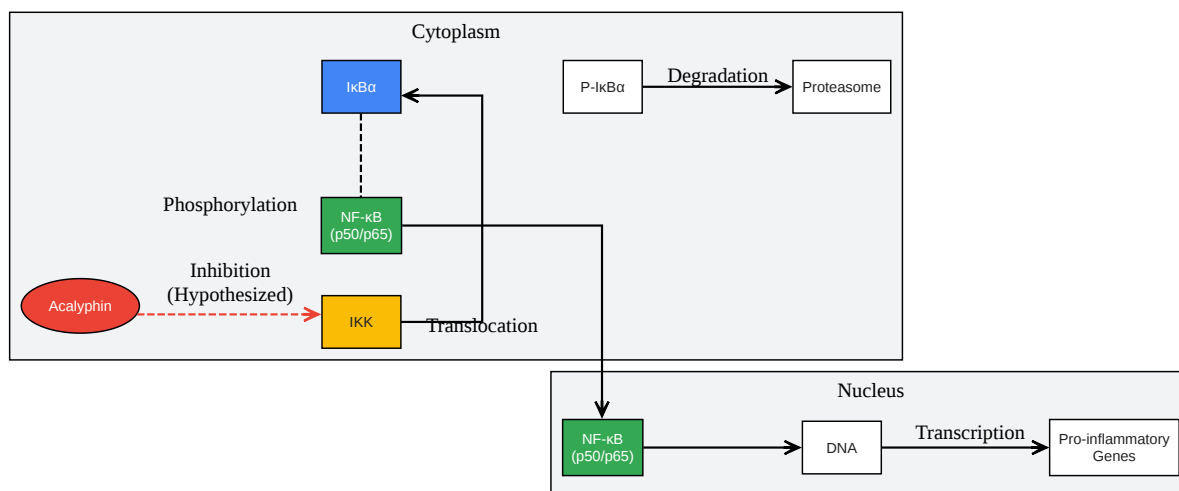 Cytoplasm
IκBα
P-IκBα
Degradation
Proteasome
Phosphorylation
NF-κB
(p50/p65)
Inhibition
(Hypothesized)
Acalyphin
IKK
Translocation
Nucleus
NF-κB
(p50/p65)
DNA
Transcription
Pro-inflammatory
Genes